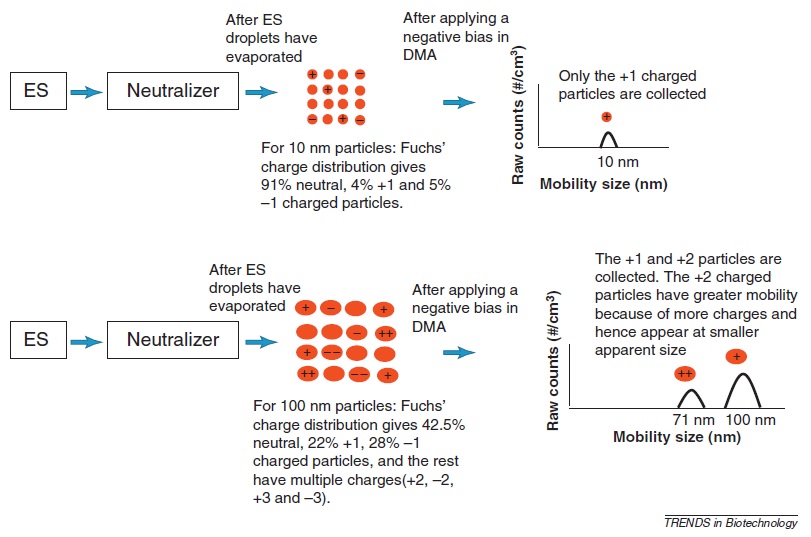 After ES
droplets have
evaporated
After applying a
negative bias in
DMA
ES
Neutralizer
+ –
+
– + –
For 10 nm particles: Fuchs’
charge distribution gives
91% neutral, 4% +1 and 5%
–1 charged particles.
Raw counts (#/cm³)
Only the +1 charged
particles are collected
+
10 nm
Mobility size (nm)
After ES
droplets have
evaporated
After applying a
negative bias in
DMA
ES
Neutralizer
+ – +
– ++
+ ––
++ –– +
For 100 nm particles: Fuchs’
charge distribution gives 42.5%
neutral, 22% +1, 28% –1
charged particles, and the rest
have multiple charges(+2, –2,
+3 and –3).
Raw counts (#/cm³)
The +1 and +2 particles are
collected. The +2 charged
particles have greater mobility
because of more charges and
hence appear at smaller
apparent size
++ +
71 nm 100 nm
Mobility size (nm)
TRENDS in Biotechnology